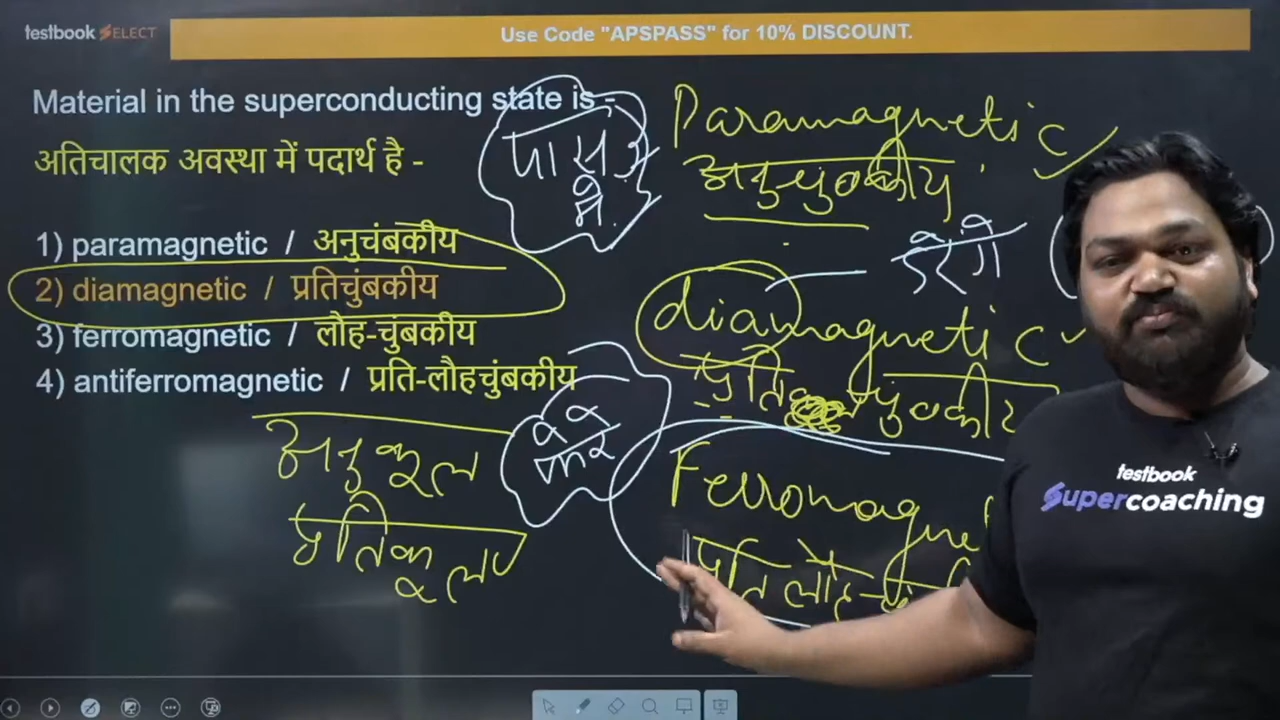 testbook SELECT
Use Code "APSPASS" for 10% DISCOUNT.
Material in the superconducting state is -
अतिचालक अवस्था में पदार्थ है -
1) paramagnetic / अनुचंबकीय
2) diamagnetic / प्रतिचुंबकीय
3) ferromagnetic / लौह-चुंबकीय
4) antiferromagnetic / प्रति-लौहचुंबकीय
अनुकूल
प्रतिकूल
Paramagnetic
diamagnetic
Ferromagne
प्रति लौह-
testbook
Supercoaching